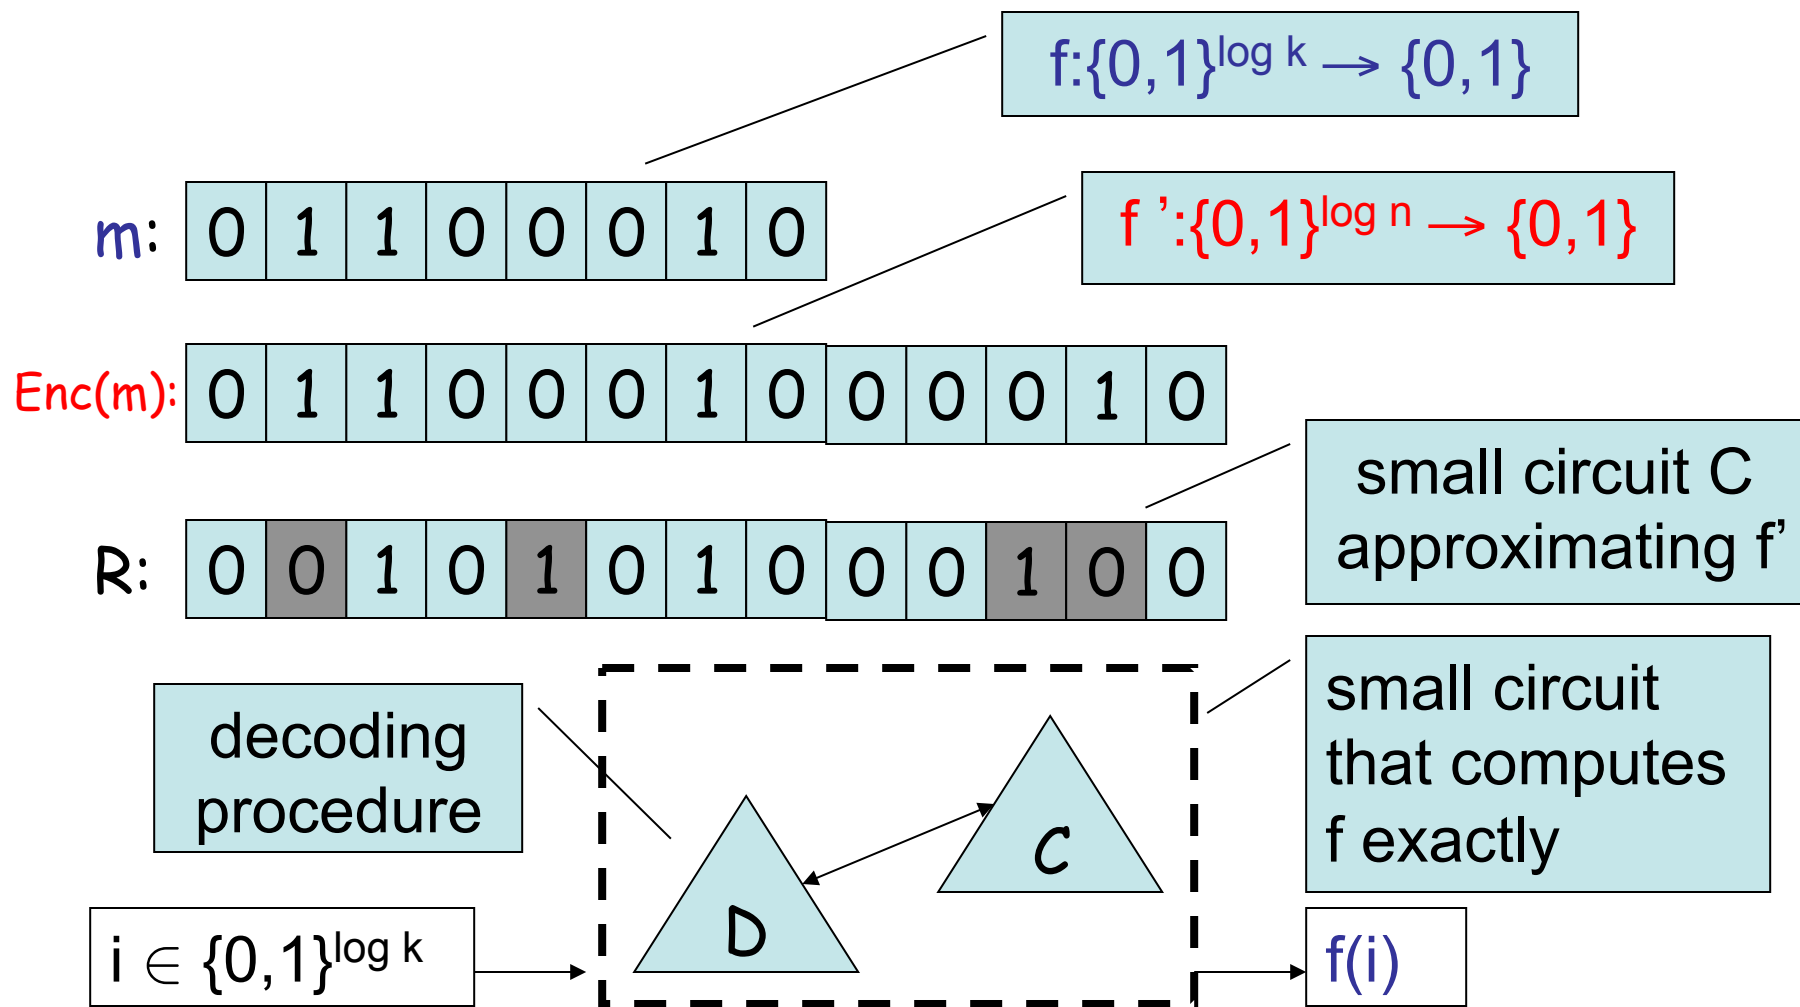 f:{0,1}^log k → {0,1}
m: 0 1 1 0 0 0 1 0
f ’:{0,1}^log n → {0,1}
Enc(m): 0 1 1 0 0 0 1 0 0 0 0 1 0
small circuit C
approximating f’
R: 0 0 1 0 1 0 1 0 0 0 1 0 0
decoding
procedure
small circuit
that computes
f exactly
C
D
i ∈ {0,1}^log k
f(i)